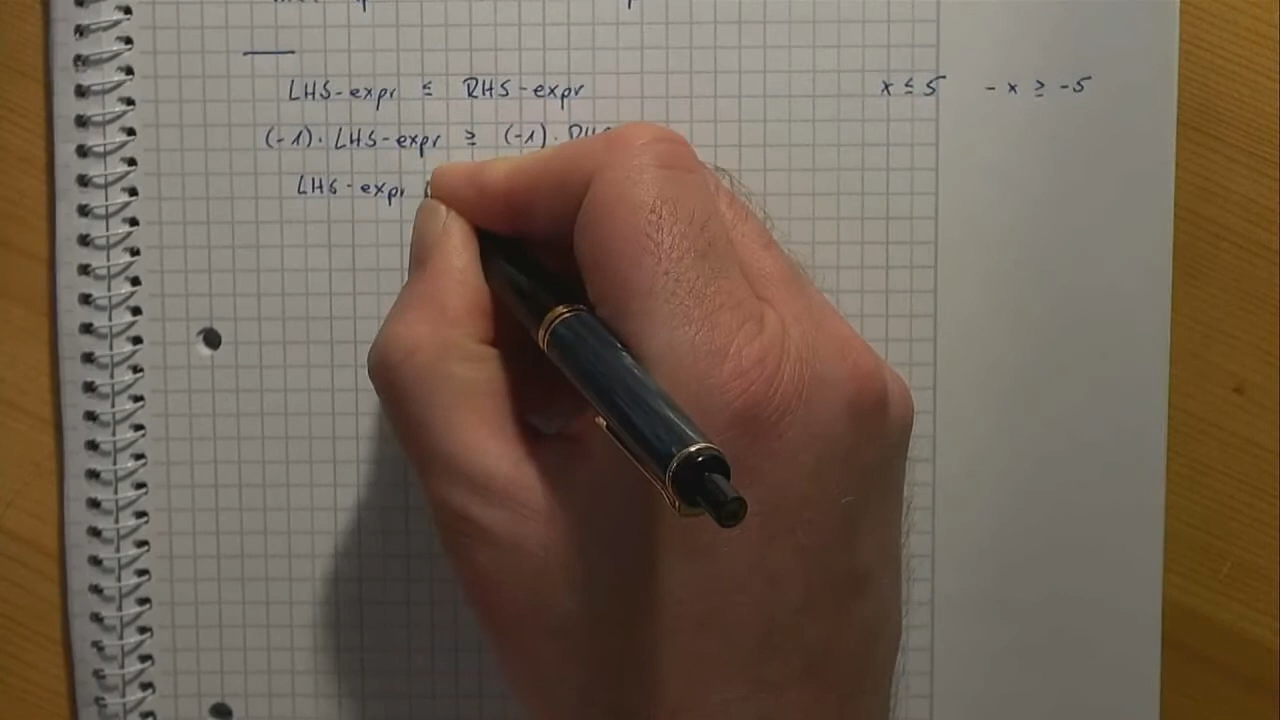 LHS-expr ≤ RHS-expr x ≤ 5 -x ≥ -5
(-1)·LHS-expr ≥ (-1)·
LHS-expr